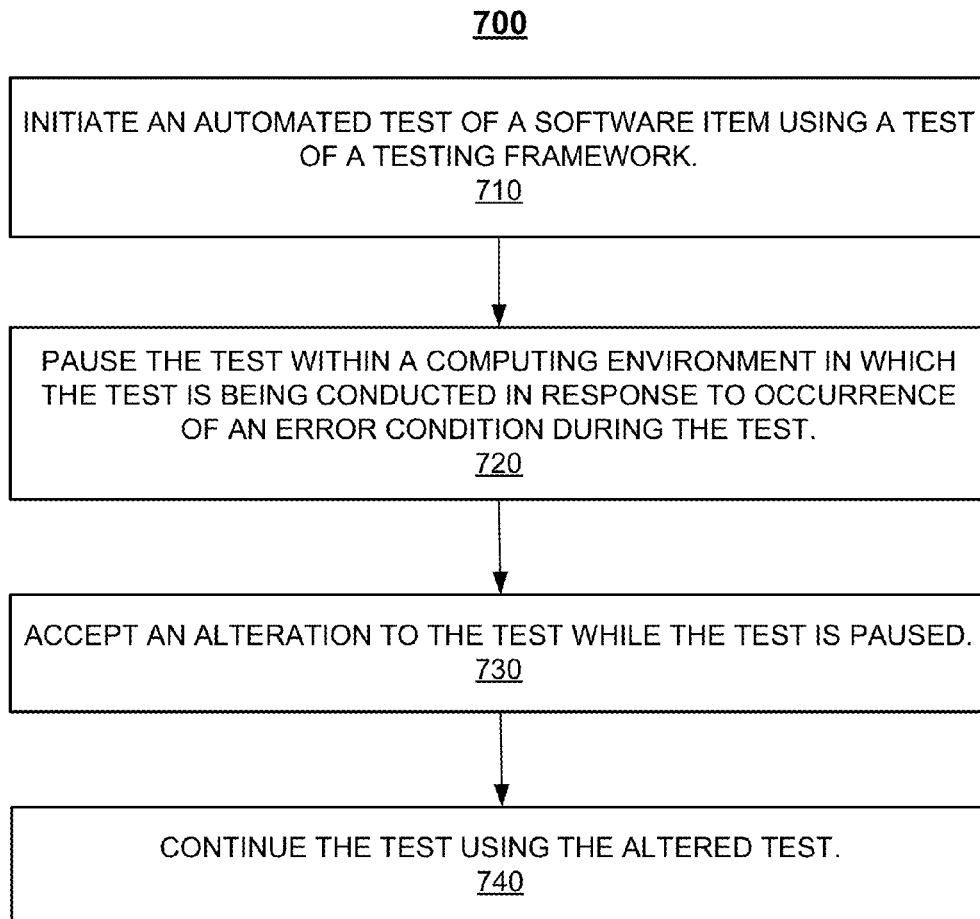 700
INITIATE AN AUTOMATED TEST OF A SOFTWARE ITEM USING A TEST
OF A TESTING FRAMEWORK.
710
PAUSE THE TEST WITHIN A COMPUTING ENVIRONMENT IN WHICH
THE TEST IS BEING CONDUCTED IN RESPONSE TO OCCURRENCE
OF AN ERROR CONDITION DURING THE TEST.
720
ACCEPT AN ALTERATION TO THE TEST WHILE THE TEST IS PAUSED.
730
CONTINUE THE TEST USING THE ALTERED TEST.
740